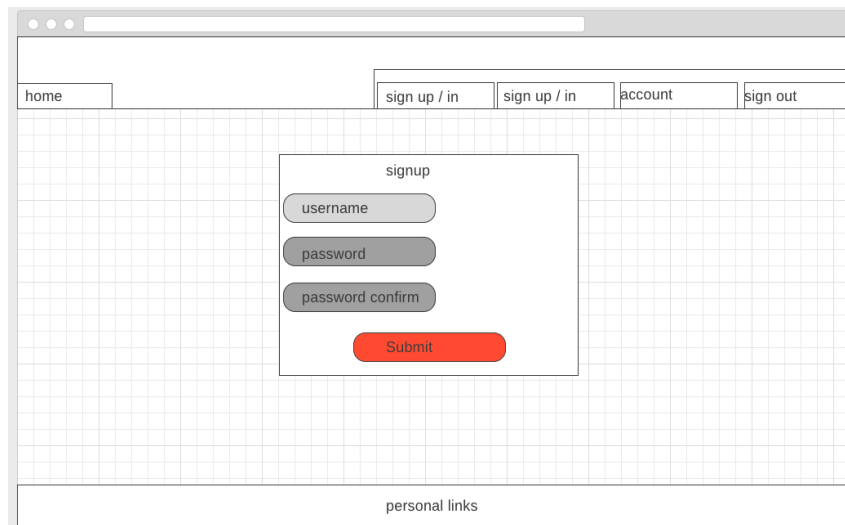 home
sign up / in
sign up / in
account
sign out
signup
username
password
password confirm
Submit
personal links